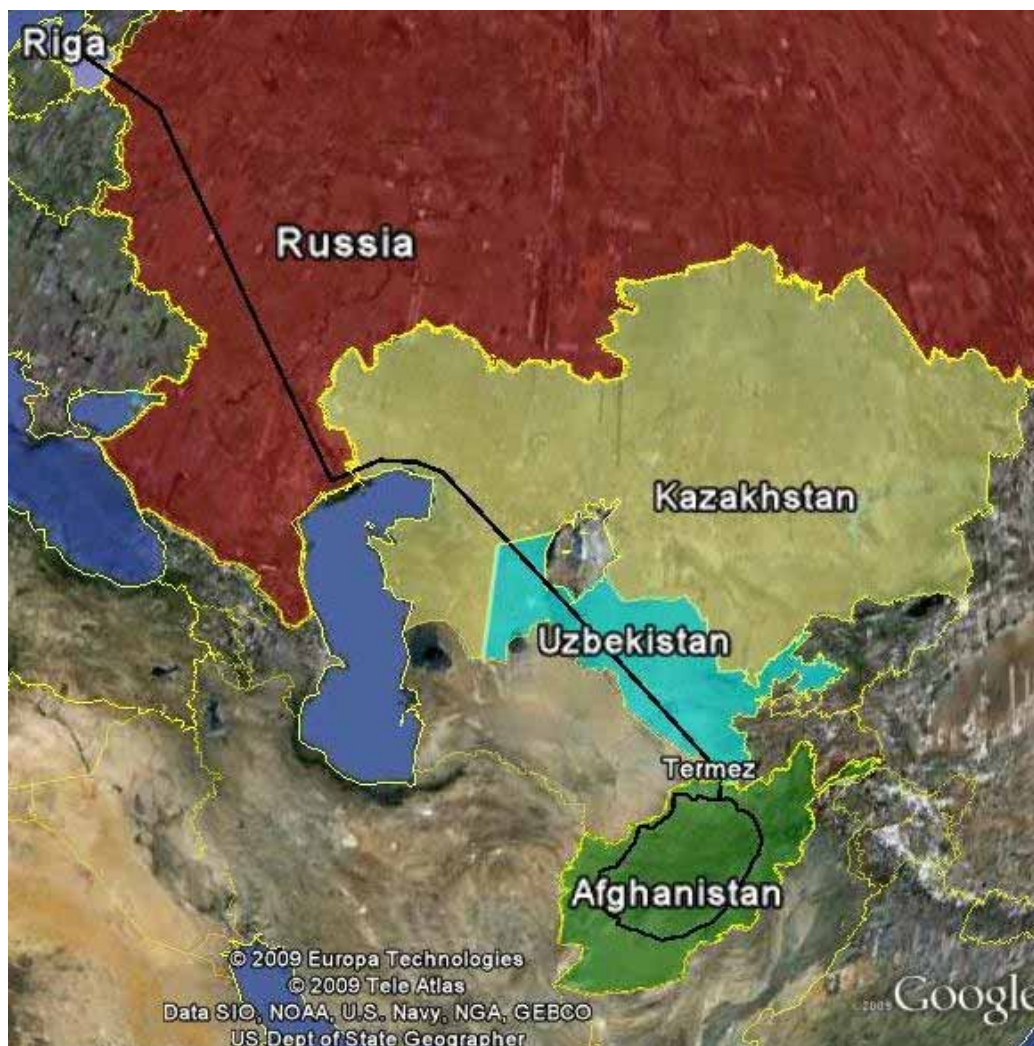 Riga
Russia
Kazakhstan
Uzbekistan
Termez
Afghanistan
© 2009 Europa Technologies
© 2009 Tele Atlas
Data SIO, NOAA, U.S. Navy, NGA, GEBCO
US Dept of State Geographer
© 2009 Google